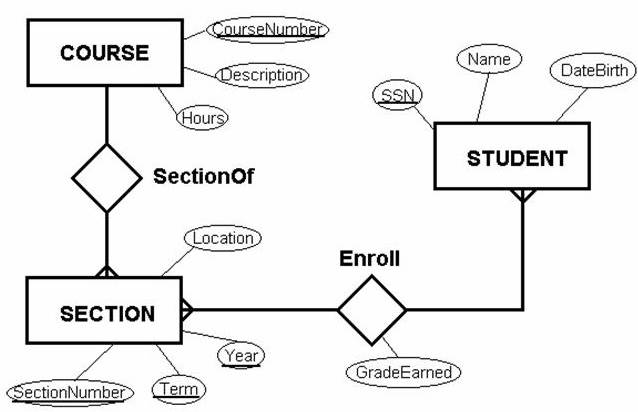 CourseNumber
COURSE
Description
Hours
Name
DateBirth
SSN
STUDENT
SectionOf
Location
Enroll
SECTION
Year
GradeEarned
SectionNumber
Term